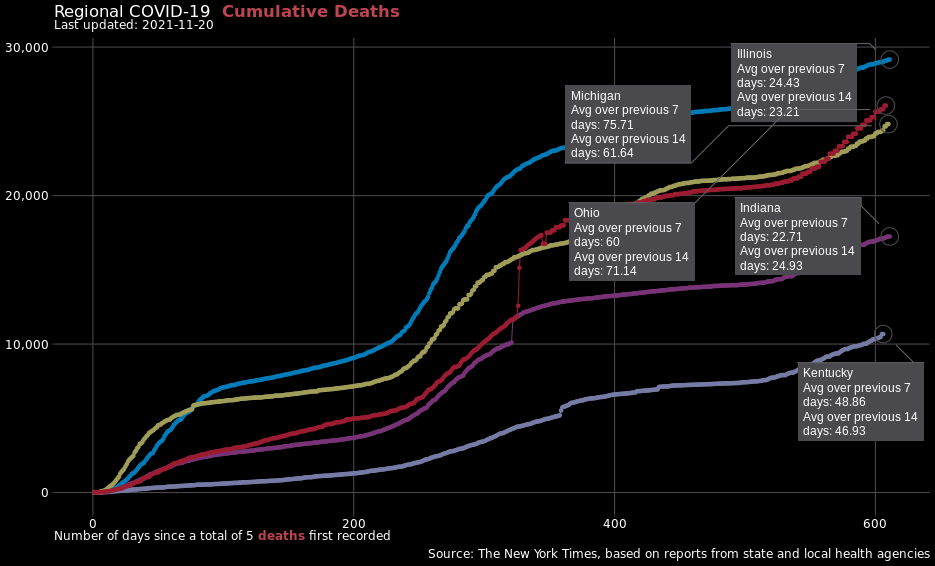 Regional COVID-19 Cumulative Deaths
Last updated: 2021-11-20
30,000
20,000
10,000
0
Illinois
Avg over previous 7
days: 24.43
Avg over previous 14
days: 23.21
Michigan
Avg over previous 7
days: 75.71
Avg over previous 14
days: 61.64
Ohio
Avg over previous 7
days: 60
Avg over previous 14
days: 71.14
Indiana
Avg over previous 7
days: 22.71
Avg over previous 14
days: 24.93
Kentucky
Avg over previous 7
days: 48.86
Avg over previous 14
days: 46.93
0
200
400
600
Number of days since a total of 5 deaths first recorded
Source: The New York Times, based on reports from state and local health agencies